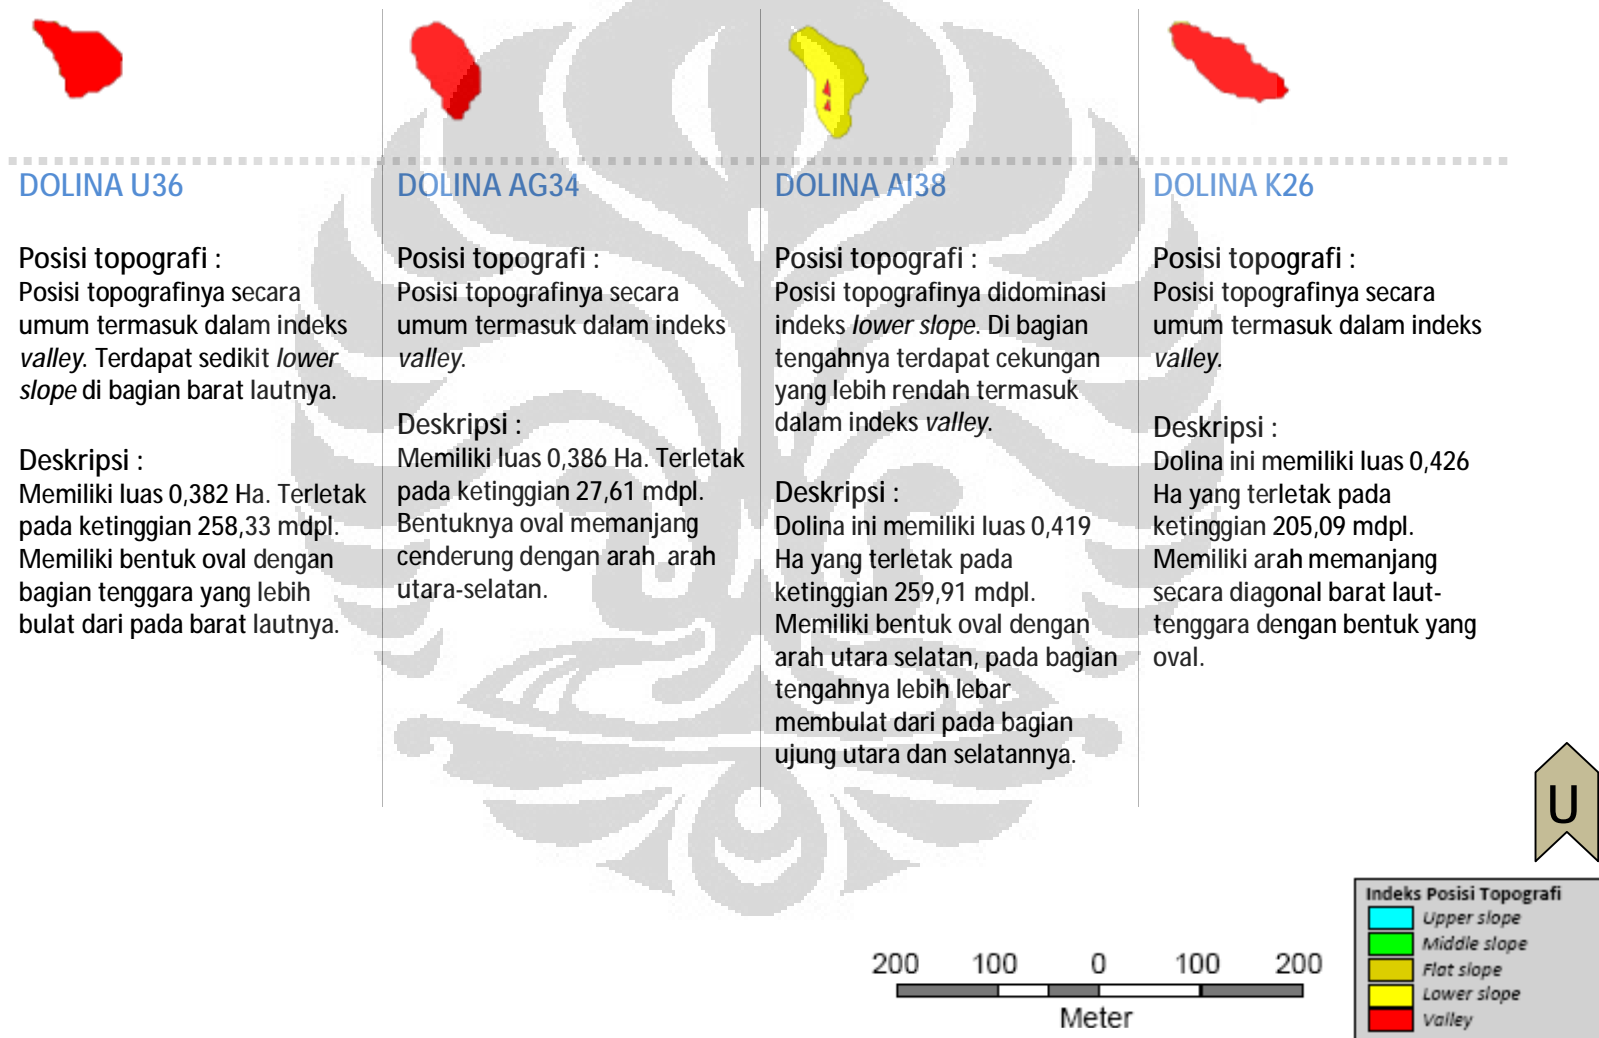 DOLINA U36
Posisi topografi :
Posisi topografinya secara
umum termasuk dalam indeks
valley. Terdapat sedikit lower
slope di bagian barat lautnya.
Deskripsi :
Memiliki luas 0,382 Ha. Terletak
pada ketinggian 258,33 mdpl.
Memiliki bentuk oval dengan
bagian tenggara yang lebih
bulat dari pada barat lautnya.
DOLINA AG34
Posisi topografi :
Posisi topografinya secara
umum termasuk dalam indeks
valley.
Deskripsi :
Memiliki luas 0,386 Ha. Terletak
pada ketinggian 27,61 mdpl.
Bentuknya oval memanjang
cenderung dengan arah arah
utara-selatan.
DOLINA AI38
Posisi topografi :
Posisi topografinya didominasi
indeks lower slope. Di bagian
tengahnya terdapat cekungan
yang lebih rendah termasuk
dalam indeks valley.
Deskripsi :
Dolina ini memiliki luas 0,419
Ha yang terletak pada
ketinggian 259,91 mdpl.
Memiliki bentuk oval dengan
arah utara selatan, pada bagian
tengahnya lebih lebar
membulat dari pada bagian
ujung utara dan selatannya.
DOLINA K26
Posisi topografi :
Posisi topografinya secara
umum termasuk dalam indeks
valley.
Deskripsi :
Dolina ini memiliki luas 0,426
Ha yang terletak pada
ketinggian 205,09 mdpl.
Memiliki arah memanjang
secara diagonal barat laut-
tenggara dengan bentuk yang
oval.
U
200 100 0 100 200
Meter
Indeks Posisi Topografi
Upper slope
Middle slope
Flat slope
Lower slope
Valley